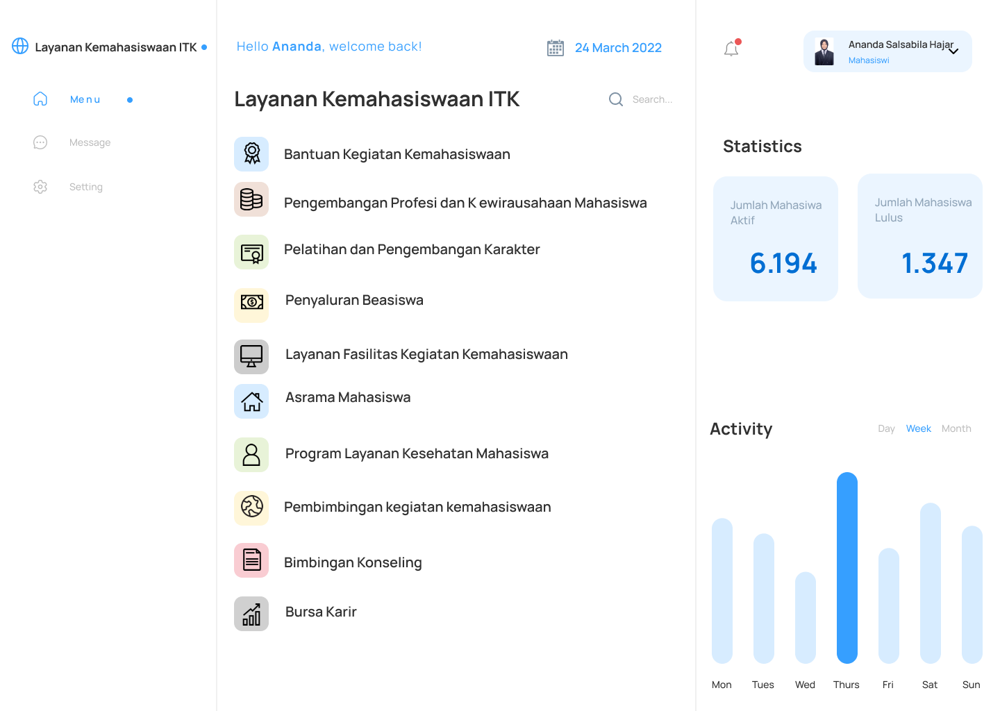 Layanan Kemahasiswaan ITK
Menu
Message
Setting
Hello Ananda, welcome back!
24 March 2022
Layanan Kemahasiswaan ITK
Search...
Bantuan Kegiatan Kemahasiswaan
Pengembangan Profesi dan K ewirausahaan Mahasiswa
Pelatihan dan Pengembangan Karakter
Penyaluran Beasiswa
Layanan Fasilitas Kegiatan Kemahasiswaan
Asrama Mahasiswa
Program Layanan Kesehatan Mahasiswa
Pembimbingan kegiatan kemahasiswaan
Bimbingan Konseling
Bursa Karir
Ananda Salsabila Hajar
Mahasiswi
Statistics
Jumlah Mahasiwa
Aktif
6.194
Jumlah Mahasiswa
Lulus
1.347
Activity
Day Week Month
Mon Tues Wed Thurs Fri Sat Sun